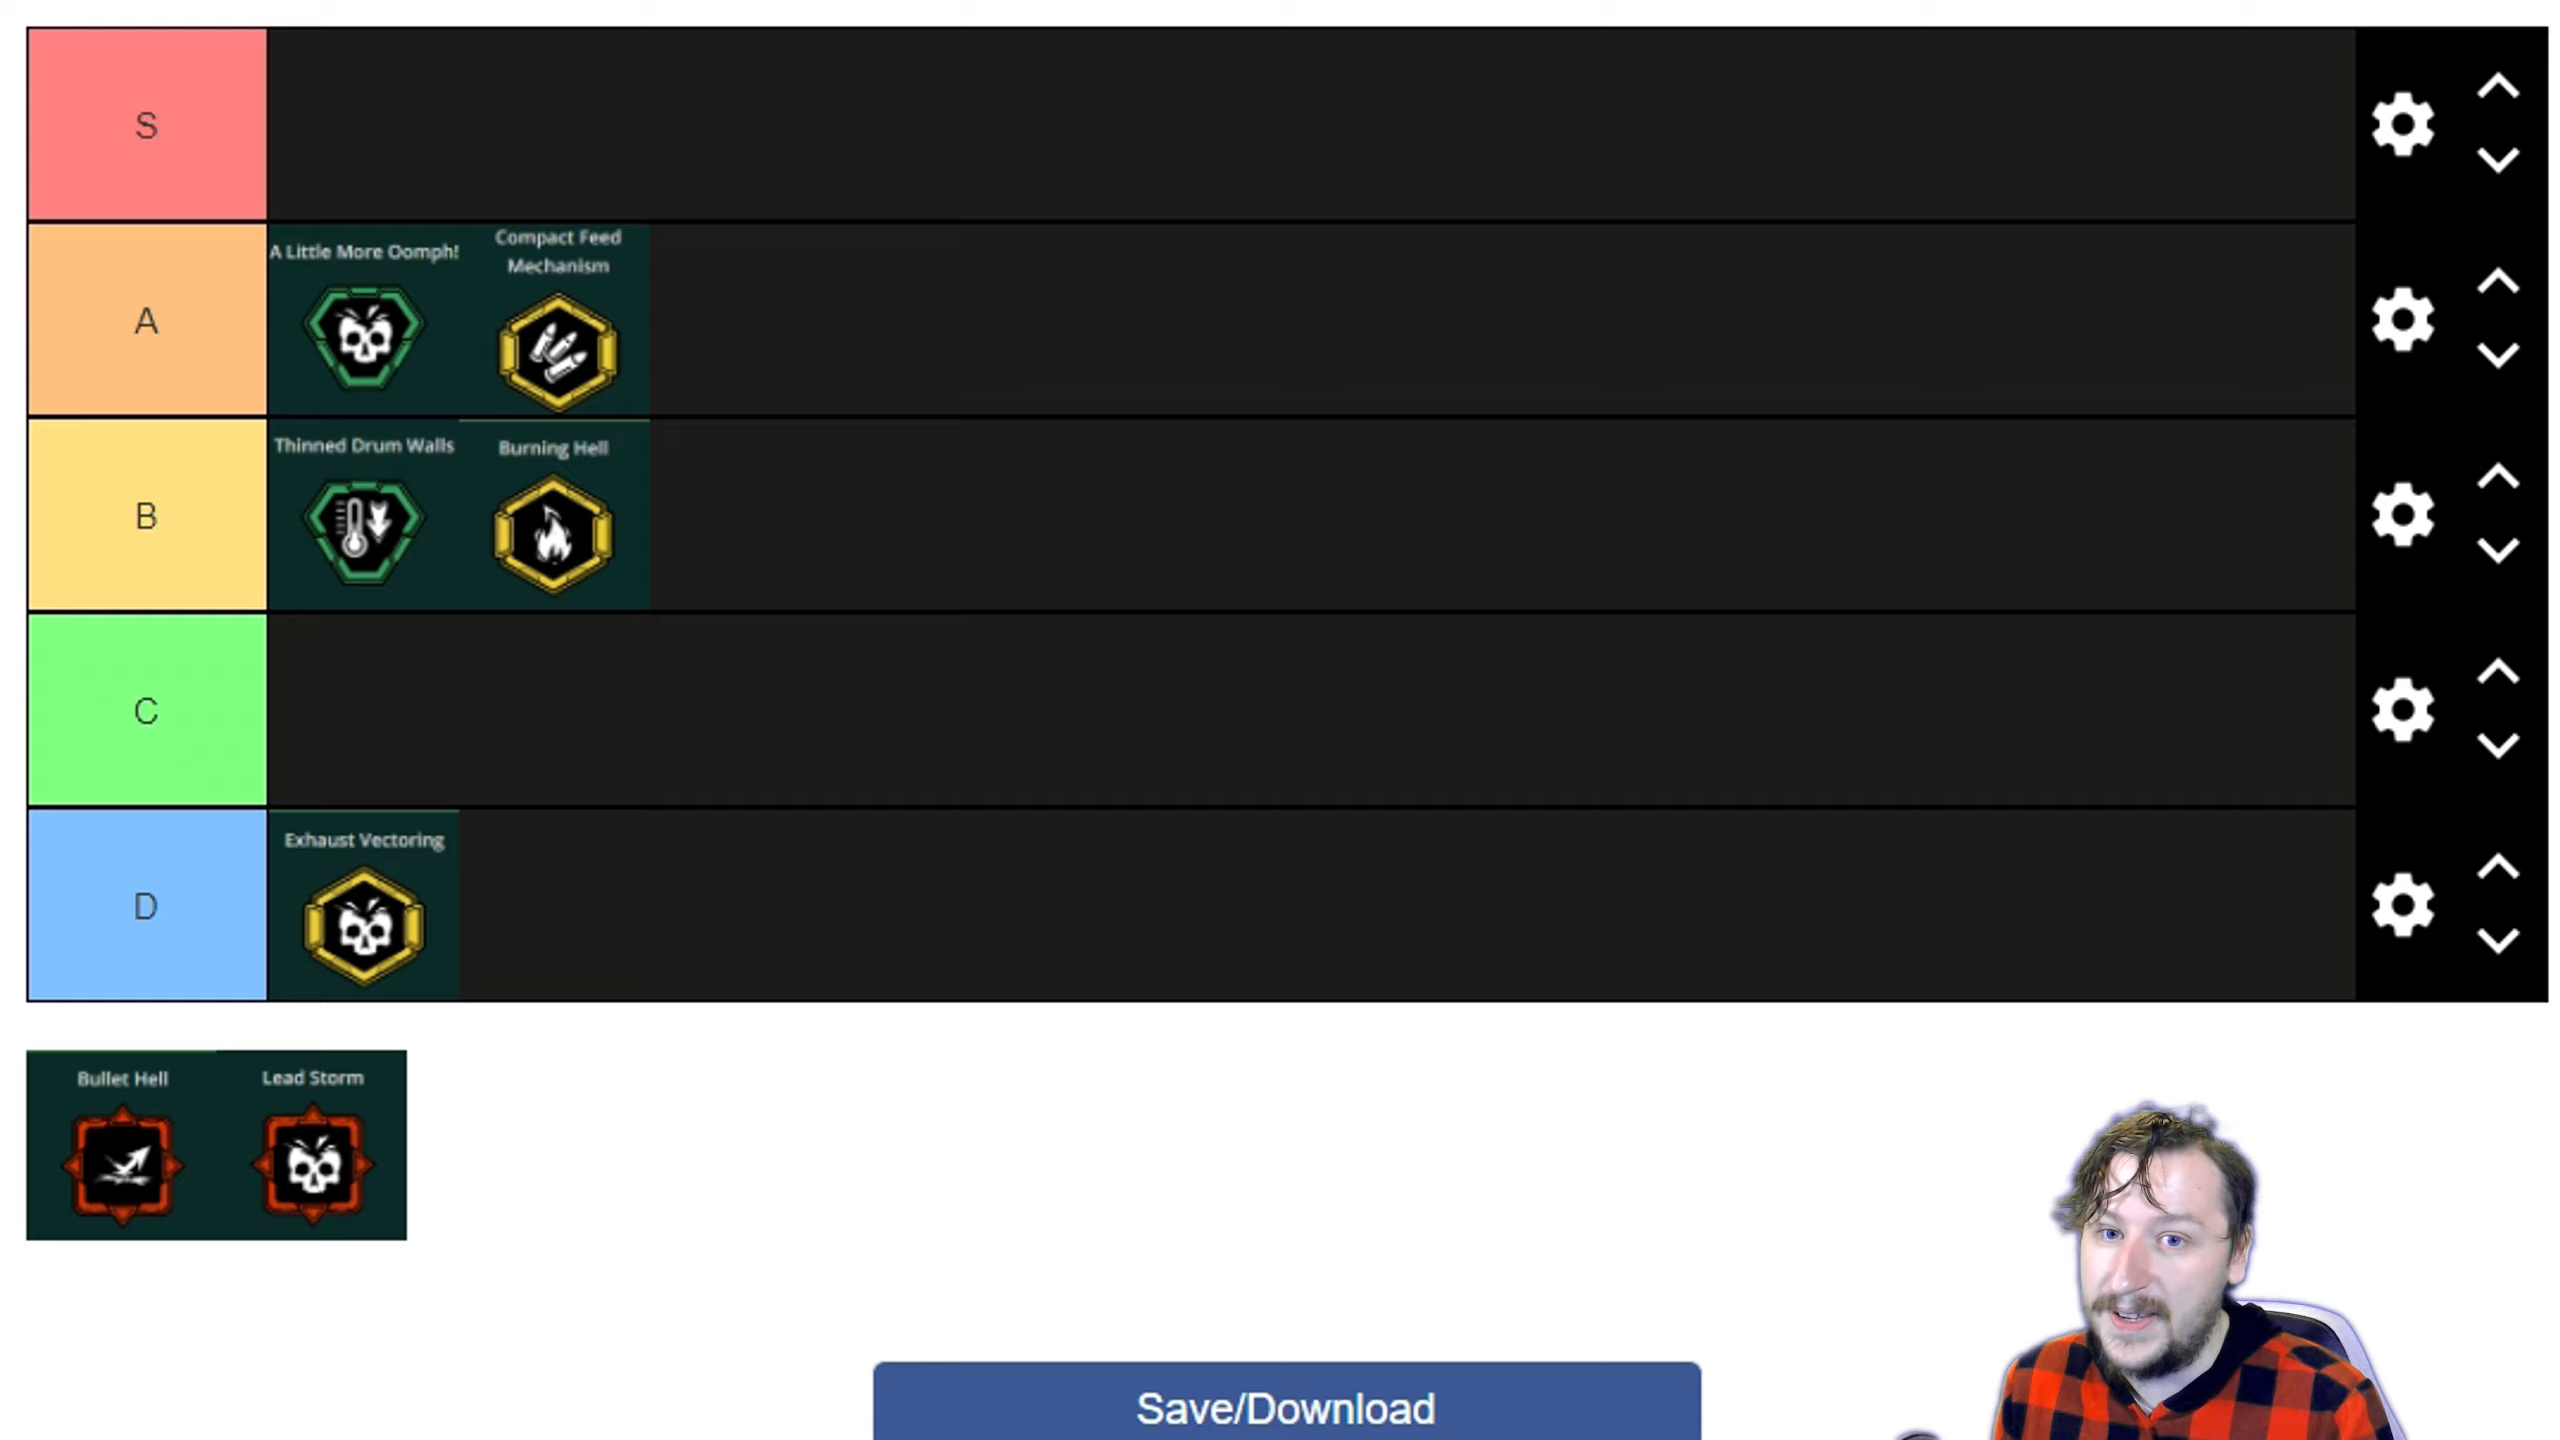 S
A
A Little More Oomph!
Compact Feed
Mechanism
B
Thinned Drum Walls
Burning Hell
C
D
Exhaust Vectoring
Bullet Hell
Lead Storm
Save/Download